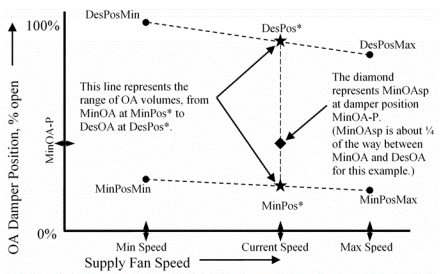 100%
DesPosMin
DesPos*
DesPosMax
This line represents the
range of OA volumes, from
MinOA at MinPos* to
DesOA at DesPos*.
The diamond
represents MinOAsp
at damper position
MinOA-P.
(MinOAsp is about ¼
of the way between
MinOA and DesOA
for this example.)
OA Damper Position, % open
MinOA-P
MinPosMin
MinPos*
MinPosMax
0%
Min Speed
Current Speed
Max Speed
Supply Fan Speed